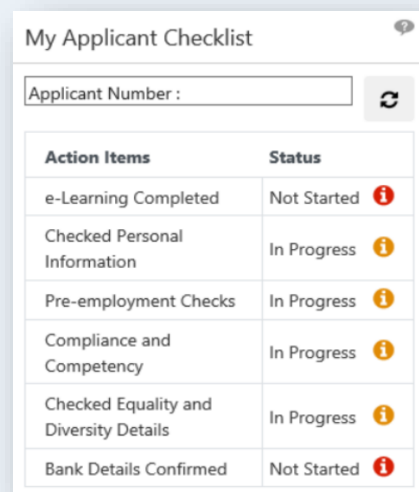 My Applicant Checklist
Applicant Number :
Action Items Status
e-Learning Completed Not Started
Checked Personal
Information
In Progress
Pre-employment Checks In Progress
Compliance and
Competency
In Progress
Checked Equality and
Diversity Details
In Progress
Bank Details Confirmed Not Started